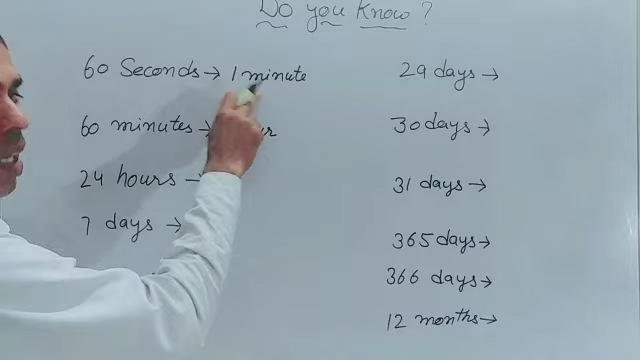 Do you Know ?
60 Seconds → 1 minute
60 minutes →
24 hours →
7 days →
29 days →
30 days →
31 days →
365 days →
366 days →
12 months →